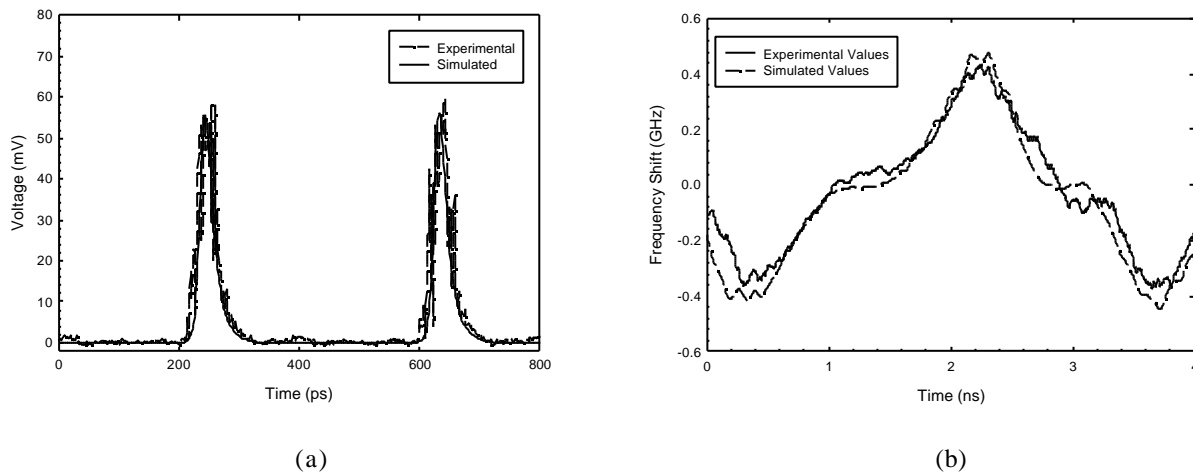 80
70
60
50
40
30
20
10
0
Voltage (mV)
Experimental
Simulated
0 200 400 600 800
Time (ps)
(a)
0.6
0.4
0.2
0.0
-0.2
-0.4
-0.6
Frequency Shift (GHz)
Experimental Values
Simulated Values
0 1 2 3 4
Time (ns)
(b)